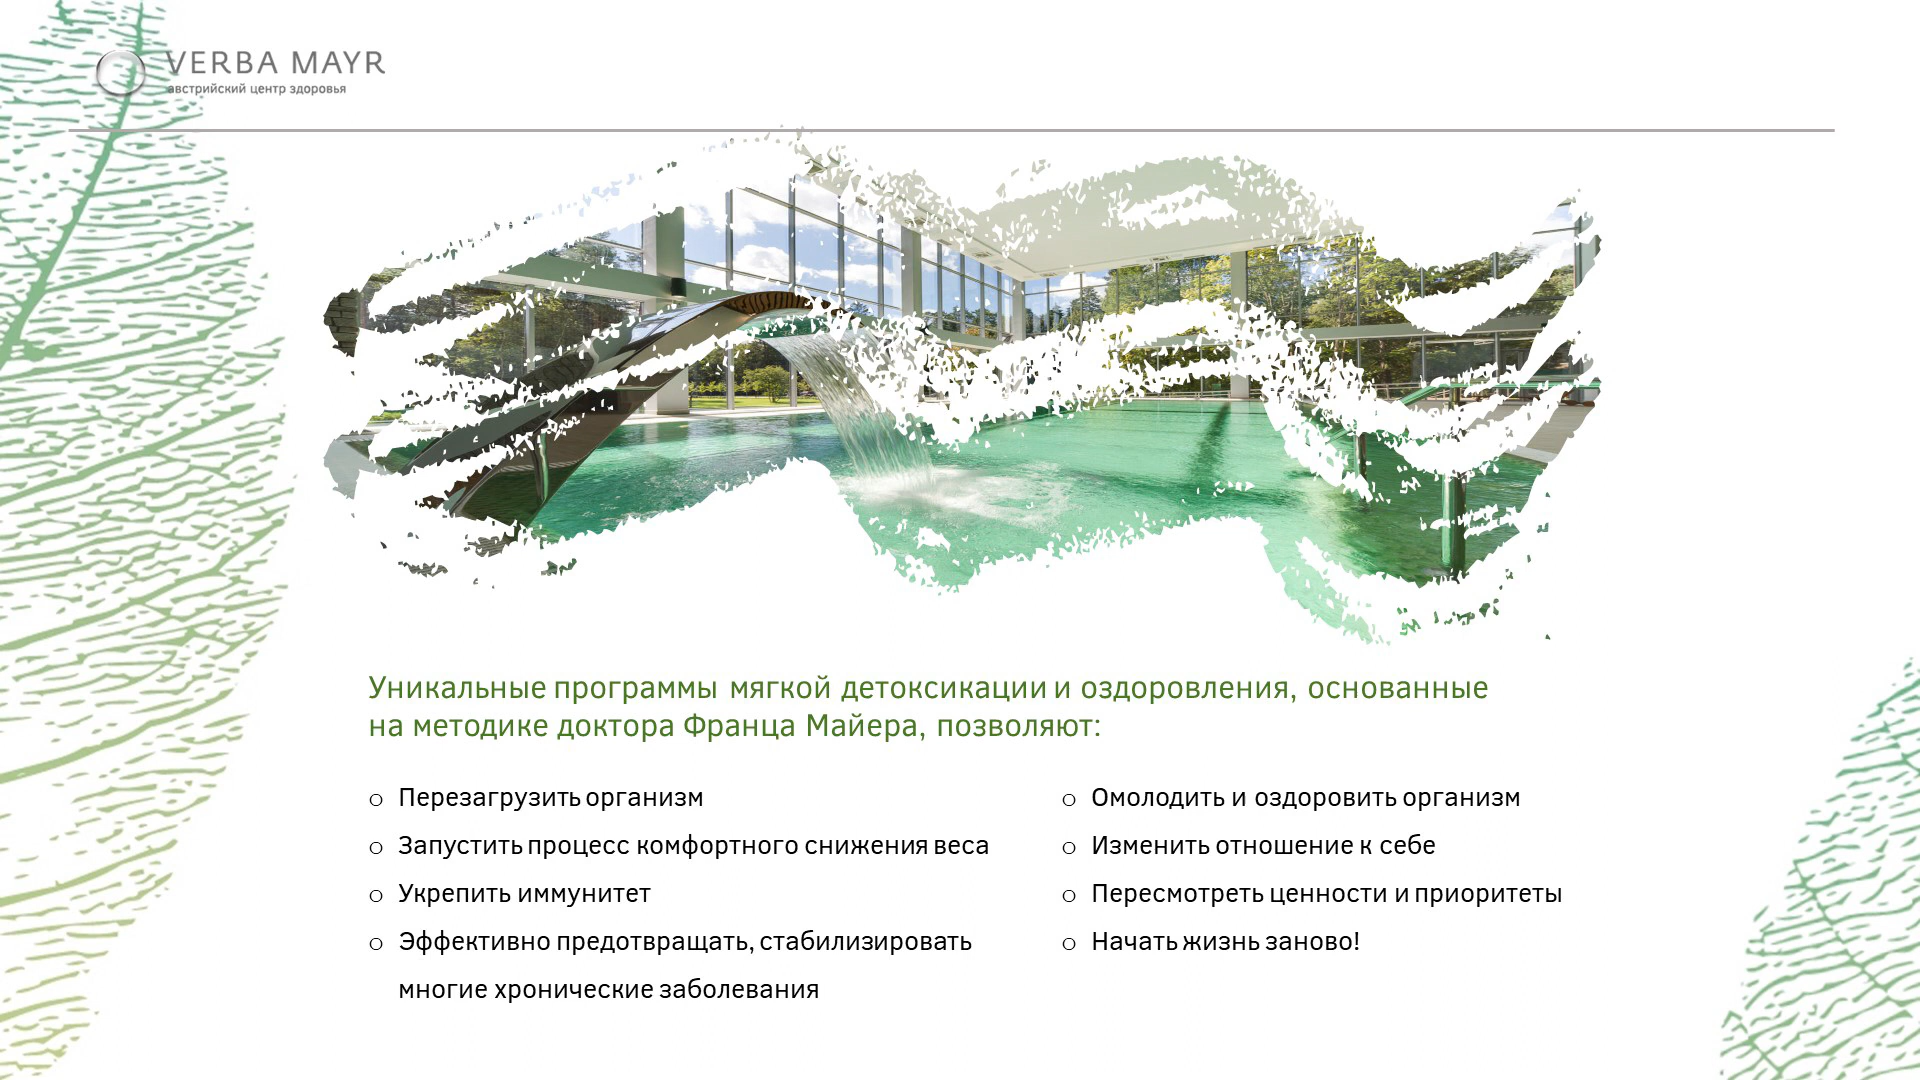 VERBA MAYR
австрийский центр здоровья
Уникальные программы мягкой детоксикации и оздоровления, основанные
на методике доктора Франца Майера, позволяют:
o Перезагрузить организм
o Запустить процесс комфортного снижения веса
o Укрепить иммунитет
o Эффективно предотвращать, стабилизировать
многие хронические заболевания
o Омолодить и оздоровить организм
o Изменить отношение к себе
o Пересмотреть ценности и приоритеты
o Начать жизнь заново!